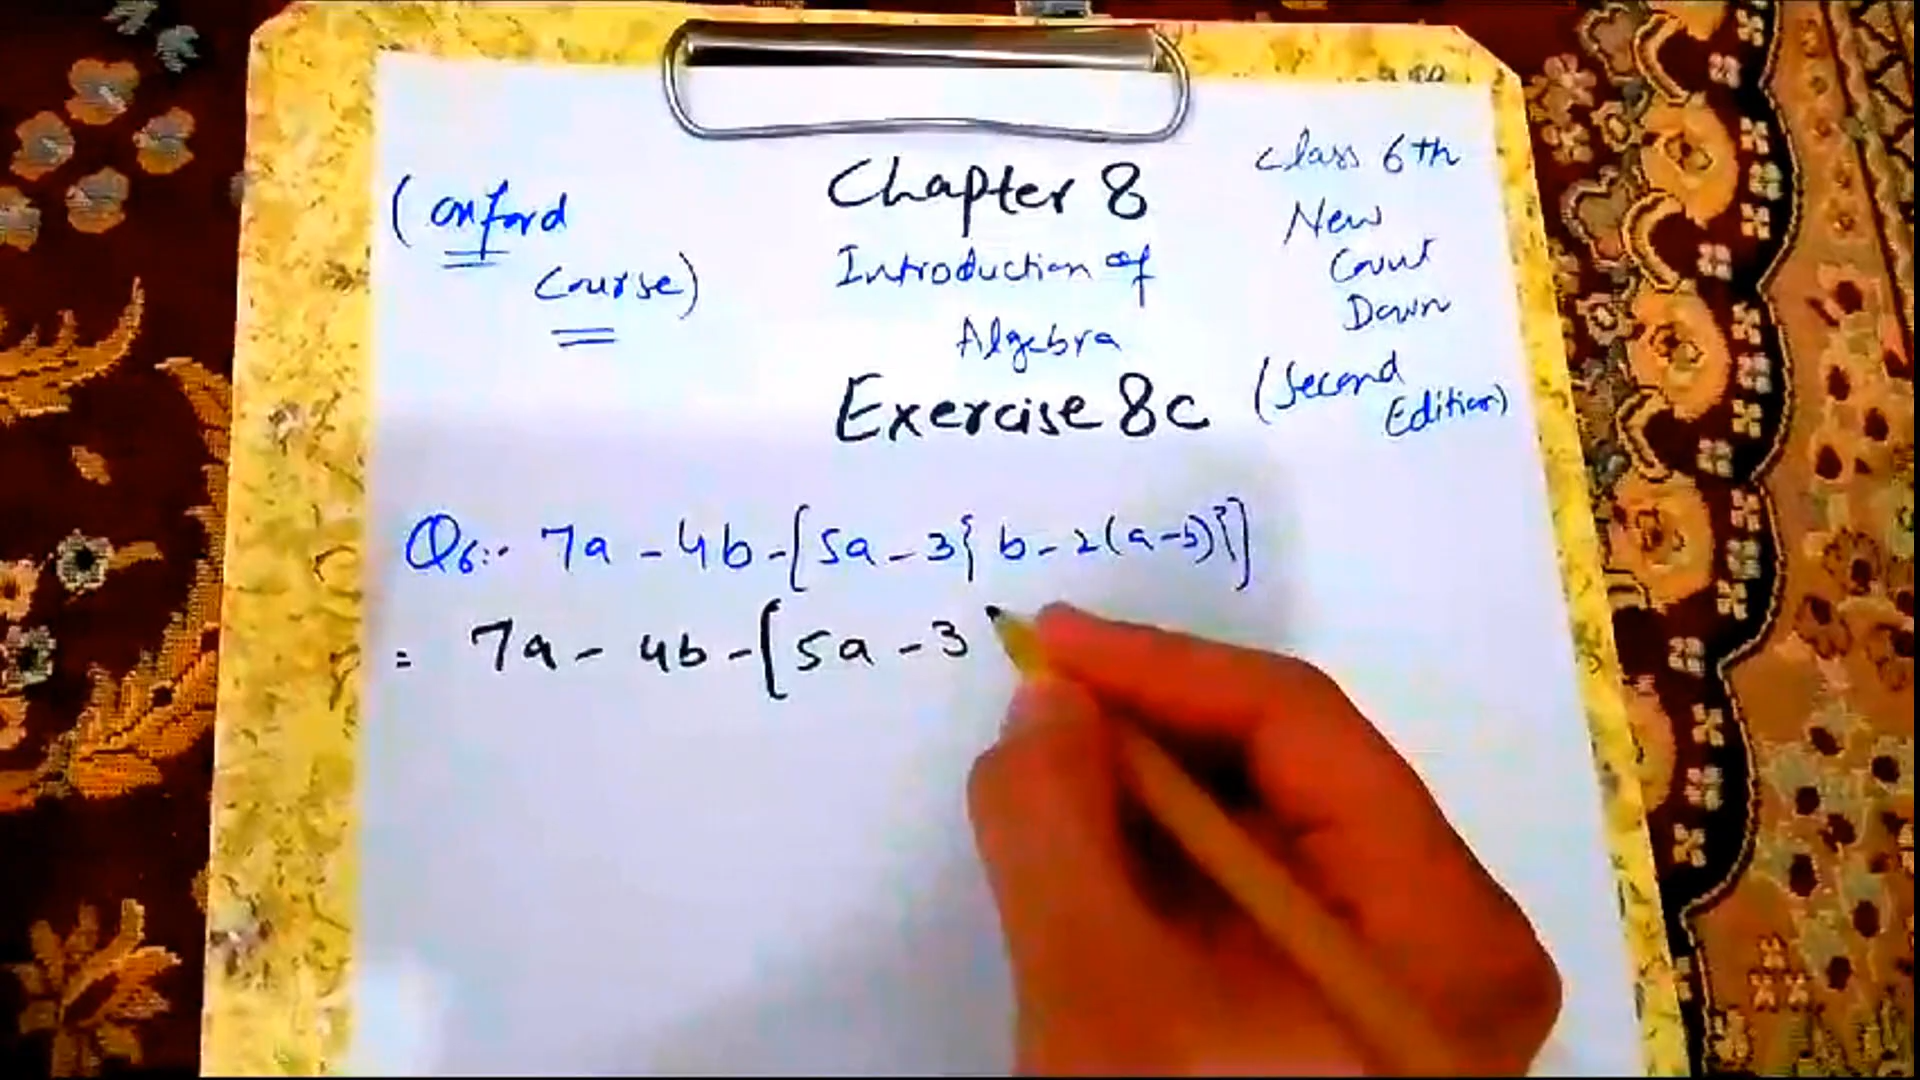 (Oxford
Course)
Chapter 8
Introduction of
Algebra
Exercise 8c
Class 6th
New
Count
Down
(Second
Edition)
Q6:- 7a - 4b - [5a - 3{b - 2(a - b)}]
= 7a - 4b - [5a - 3